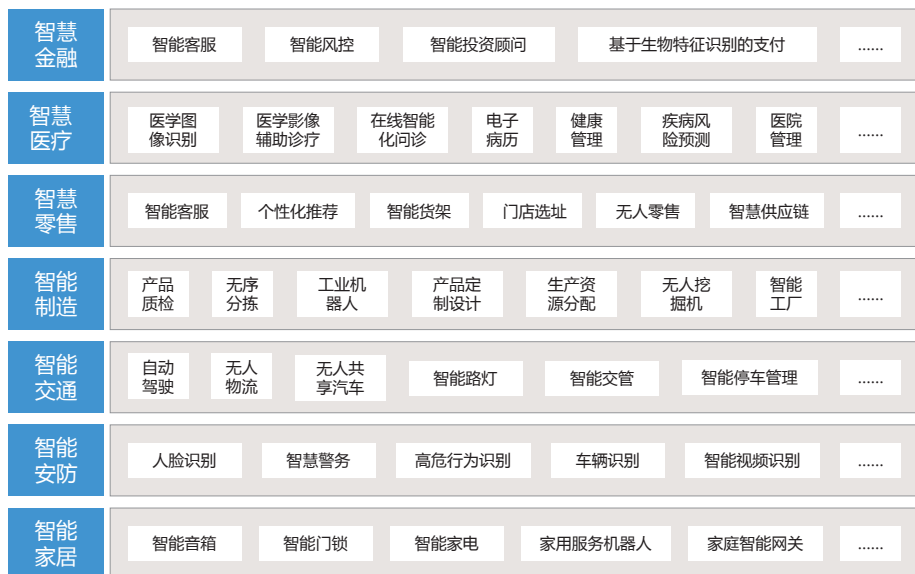 智慧
金融
智能客服
智能风控
智能投资顾问
基于生物特征识别的支付
......
智慧
医疗
医学图
像识别
医学影像
辅助诊疗
在线智能
化问诊
电子
病历
健康
管理
疾病风
险预测
医院
管理
......
智慧
零售
智能客服
个性化推荐
智能货架
门店选址
无人零售
智慧供应链
......
智能
制造
产品
质检
无序
分拣
工业机
器人
产品定
制设计
生产资
源分配
无人挖
掘机
智能
工厂
......
智能
交通
自动
驾驶
无人
物流
无人共
享汽车
智能路灯
智能交管
智能停车管理
......
智能
安防
人脸识别
智慧警务
高危行为识别
车辆识别
智能视频识别
......
智能
家居
智能音箱
智能门锁
智能家电
家用服务机器人
家庭智能网关
......